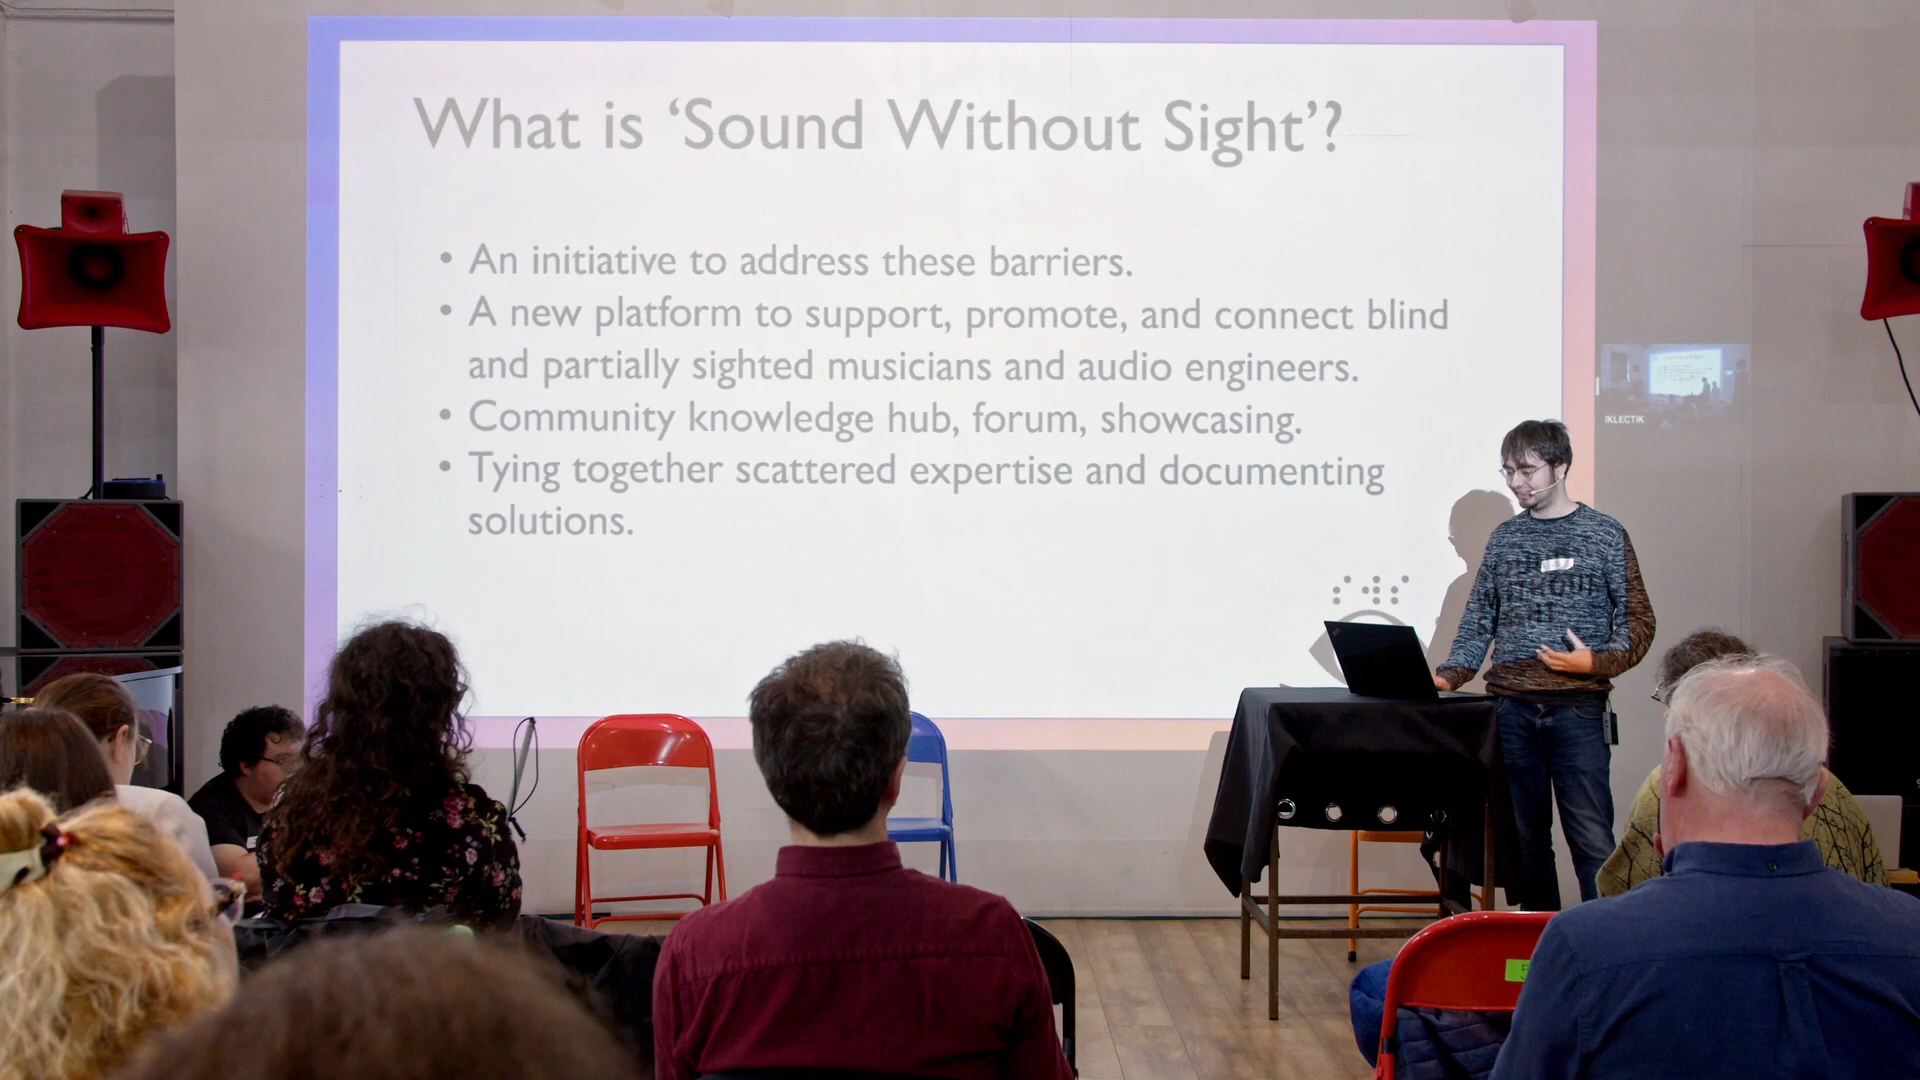 What is ‘Sound Without Sight’?
• An initiative to address these barriers.
• A new platform to support, promote, and connect blind
and partially sighted musicians and audio engineers.
• Community knowledge hub, forum, showcasing.
• Tying together scattered expertise and documenting
solutions.
IKLECTIK